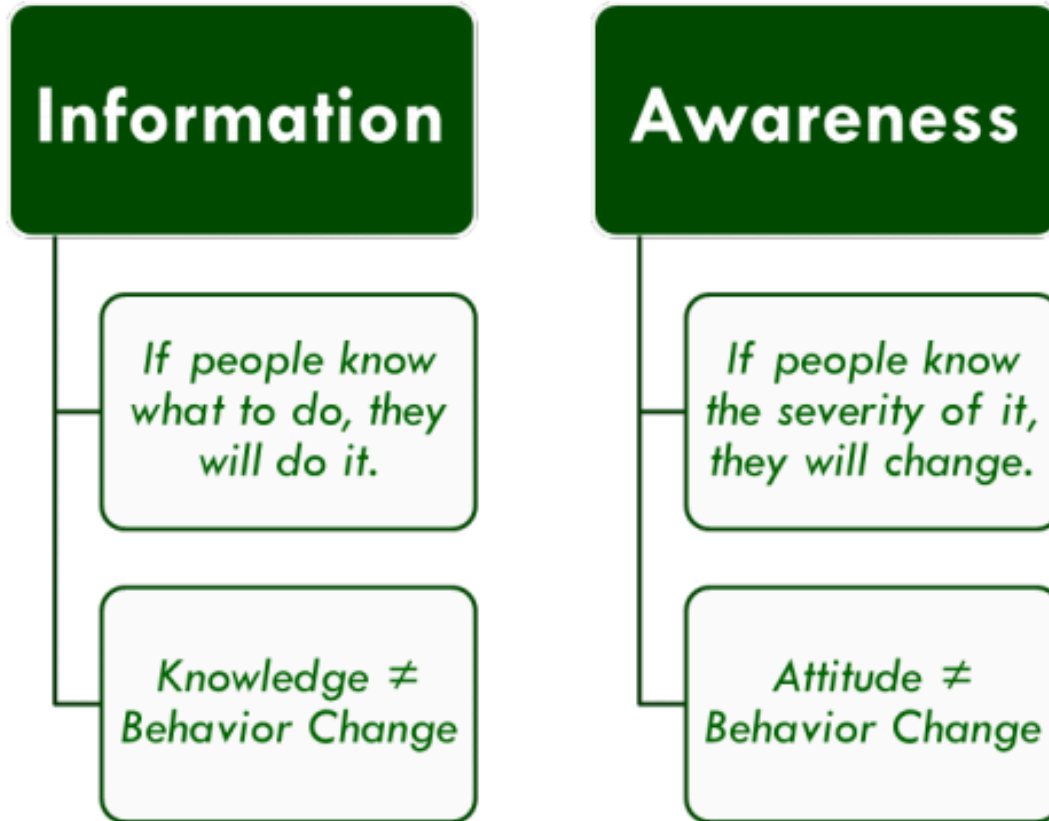 Information
If people know
what to do, they
will do it.
Knowledge ≠
Behavior Change
Awareness
If people know
the severity of it,
they will change.
Attitude ≠
Behavior Change